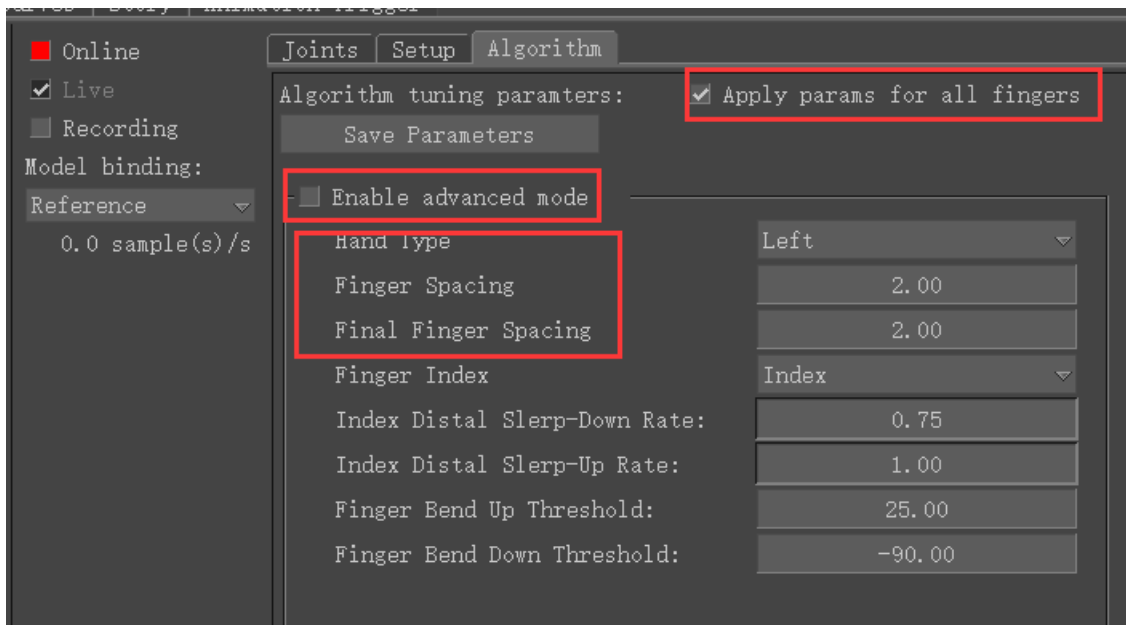 Story Animation Trigger
Online
Joints Setup Algorithm
Live
Algorithm tuning paramters: Apply params for all fingers
Recording
Save Parameters
Model binding:
Reference
Enable advanced mode
0.0 sample(s)/s
Hand Type Left
Finger Spacing 2.00
Final Finger Spacing 2.00
Finger Index Index
Index Distal Slerp-Down Rate: 0.75
Index Distal Slerp-Up Rate: 1.00
Finger Bend Up Threshold: 25.00
Finger Bend Down Threshold: -90.00